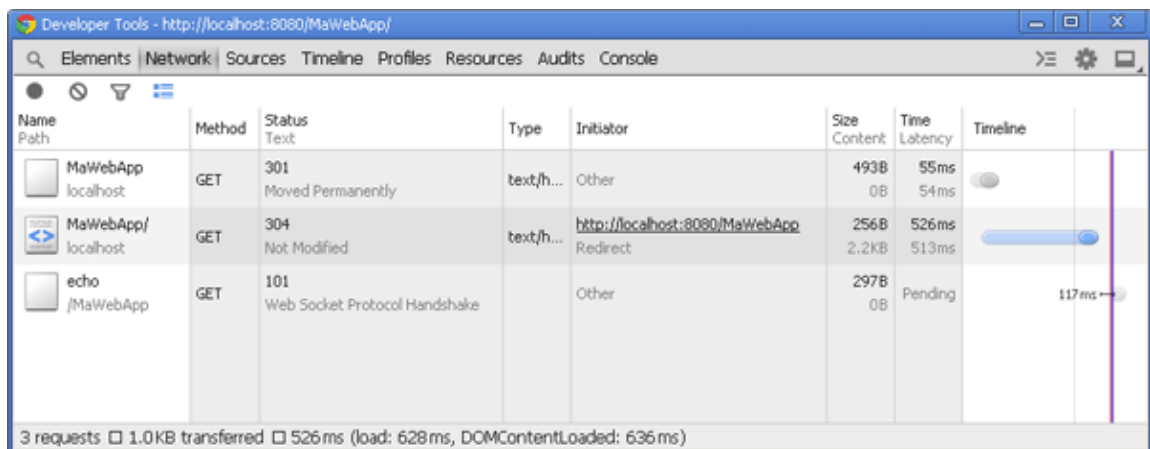 Developer Tools - http://localhost:8080/MaWebApp/
Elements Network Sources Timeline Profiles Resources Audits Console
Name Path Method Status Text Type Initiator Size Content Time Latency Timeline
MaWebApp localhost GET 301 Moved Permanently text/h... Other 493B 0B 55ms 54ms
MaWebApp/ localhost GET 304 Not Modified text/h... http://localhost:8080/MaWebApp Redirect 256B 2.2KB 526ms 513ms
echo /MaWebApp GET 101 Web Socket Protocol Handshake Other 297B 0B Pending 117ms
3 requests □ 1.0KB transferred □ 526ms (load: 628ms, DOMContentLoaded: 636ms)